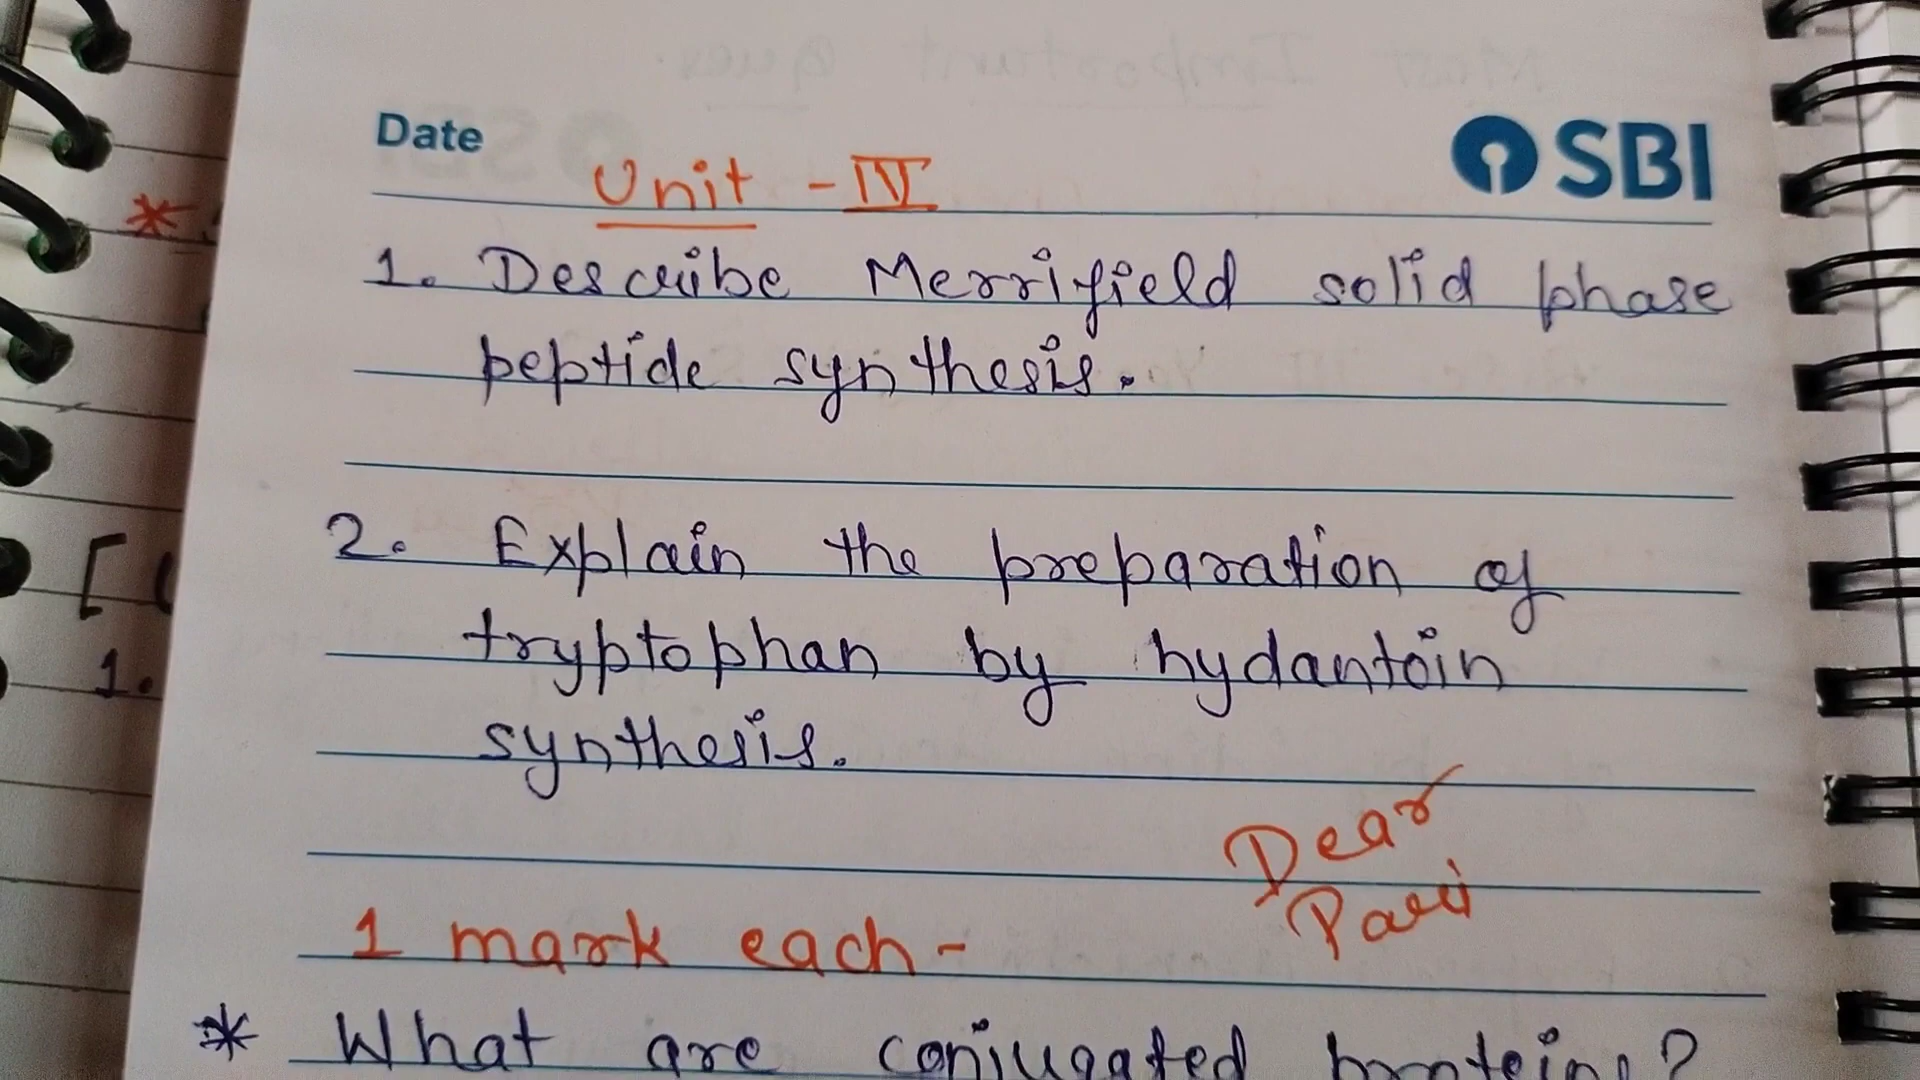 Date
SBI
Unit - IV
1. Describe Merrifield solid phase
peptide synthesis.
2. Explain the preparation of
tryptophan by hydantoin
synthesis.
Dear
Pari
1 mark each -
* What are conjugated proteins?
*
[
1.